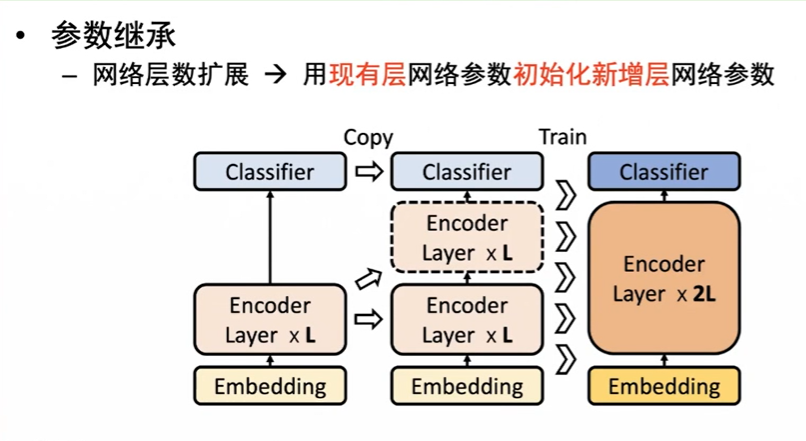 • 参数继承
– 网络层数扩展 → 用现有层网络参数初始化新增层网络参数
Copy Train
Classifier Classifier Classifier
Encoder
Layer x L
Encoder
Layer x 2L
Encoder
Layer x L
Encoder
Layer x L
Embedding Embedding Embedding